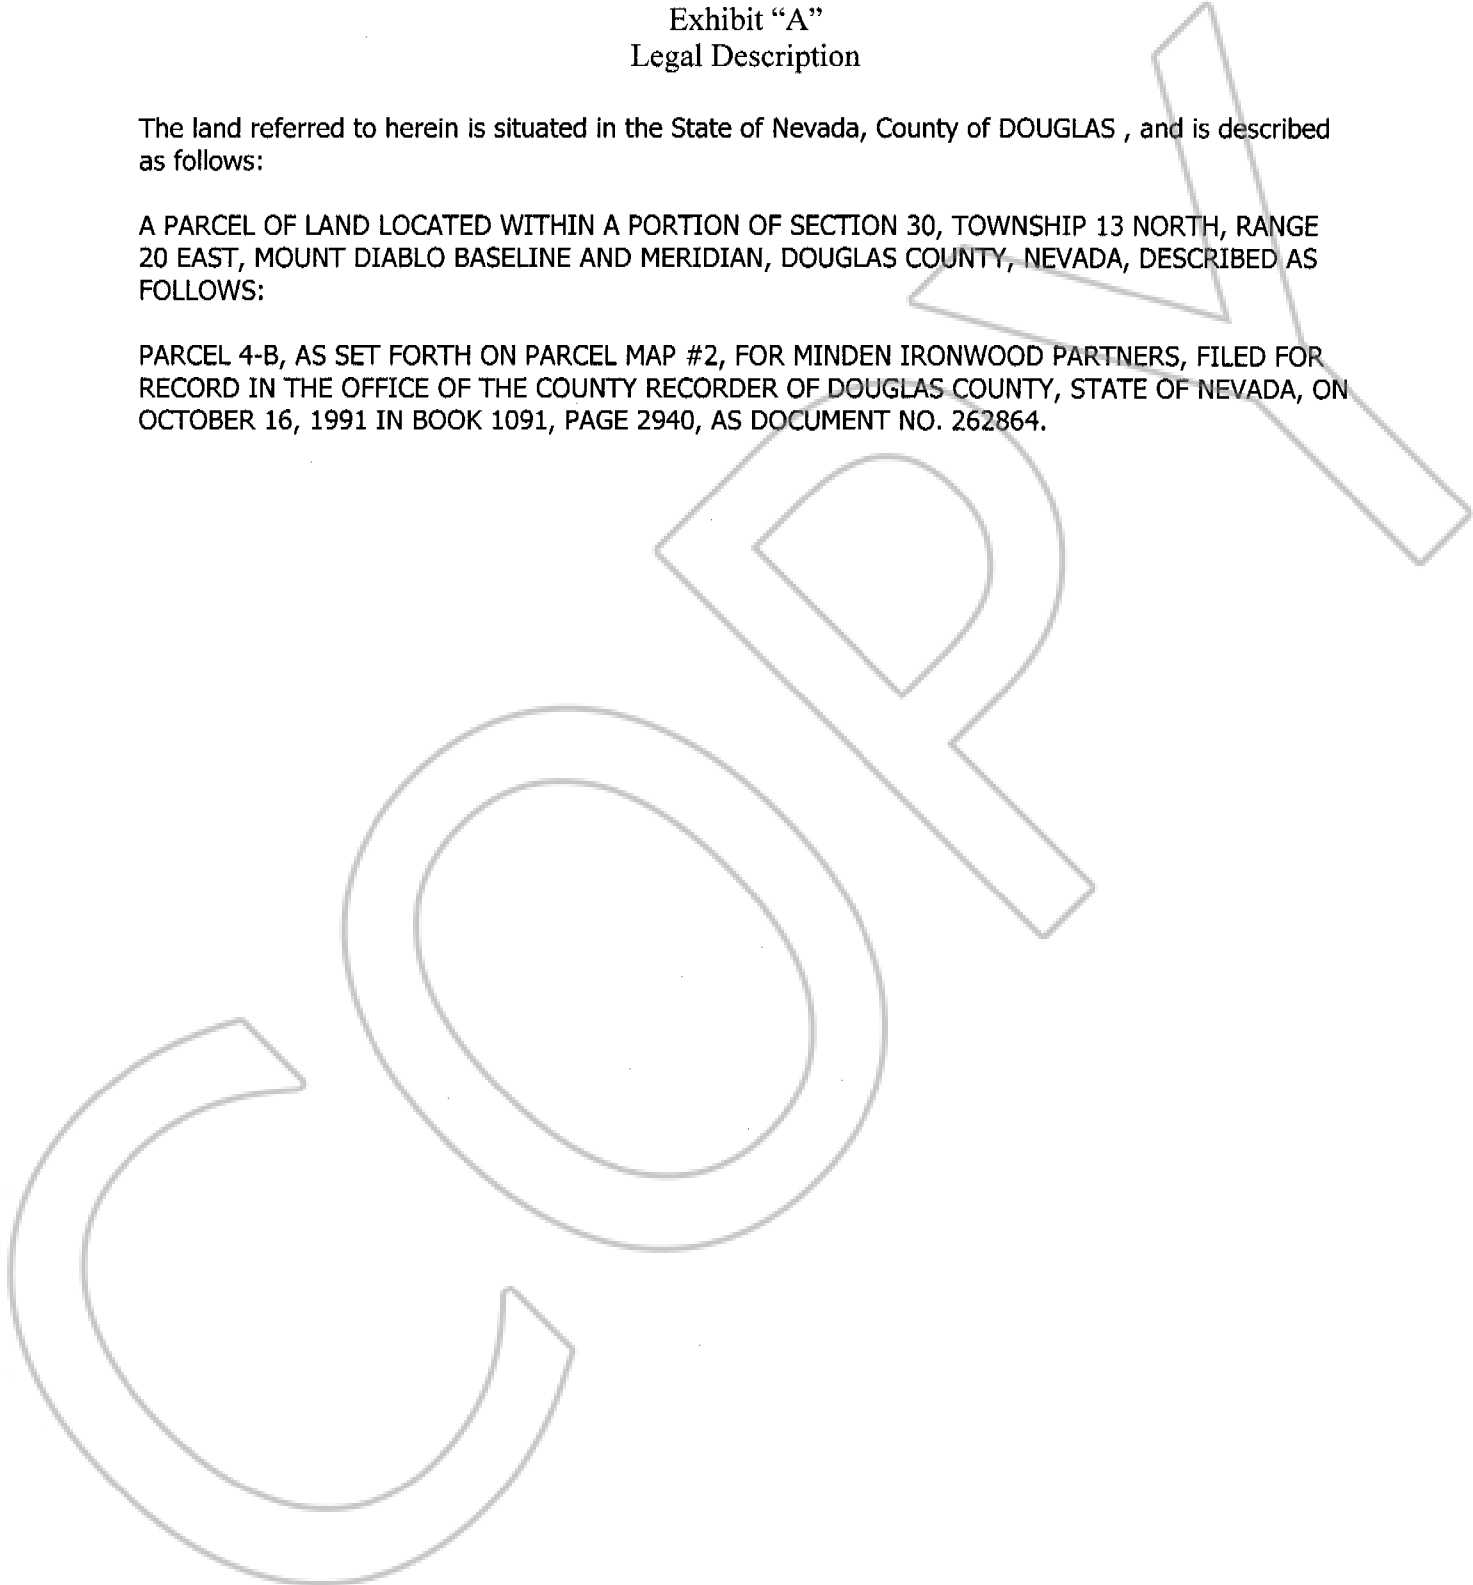 Exhibit “A”
Legal Description
The land referred to herein is situated in the State of Nevada, County of DOUGLAS , and is described
as follows:
A PARCEL OF LAND LOCATED WITHIN A PORTION OF SECTION 30, TOWNSHIP 13 NORTH, RANGE
20 EAST, MOUNT DIABLO BASELINE AND MERIDIAN, DOUGLAS COUNTY, NEVADA, DESCRIBED AS
FOLLOWS:
PARCEL 4-B, AS SET FORTH ON PARCEL MAP #2, FOR MINDEN IRONWOOD PARTNERS, FILED FOR
RECORD IN THE OFFICE OF THE COUNTY RECORDER OF DOUGLAS COUNTY, STATE OF NEVADA, ON
OCTOBER 16, 1991 IN BOOK 1091, PAGE 2940, AS DOCUMENT NO. 262864.
COPY